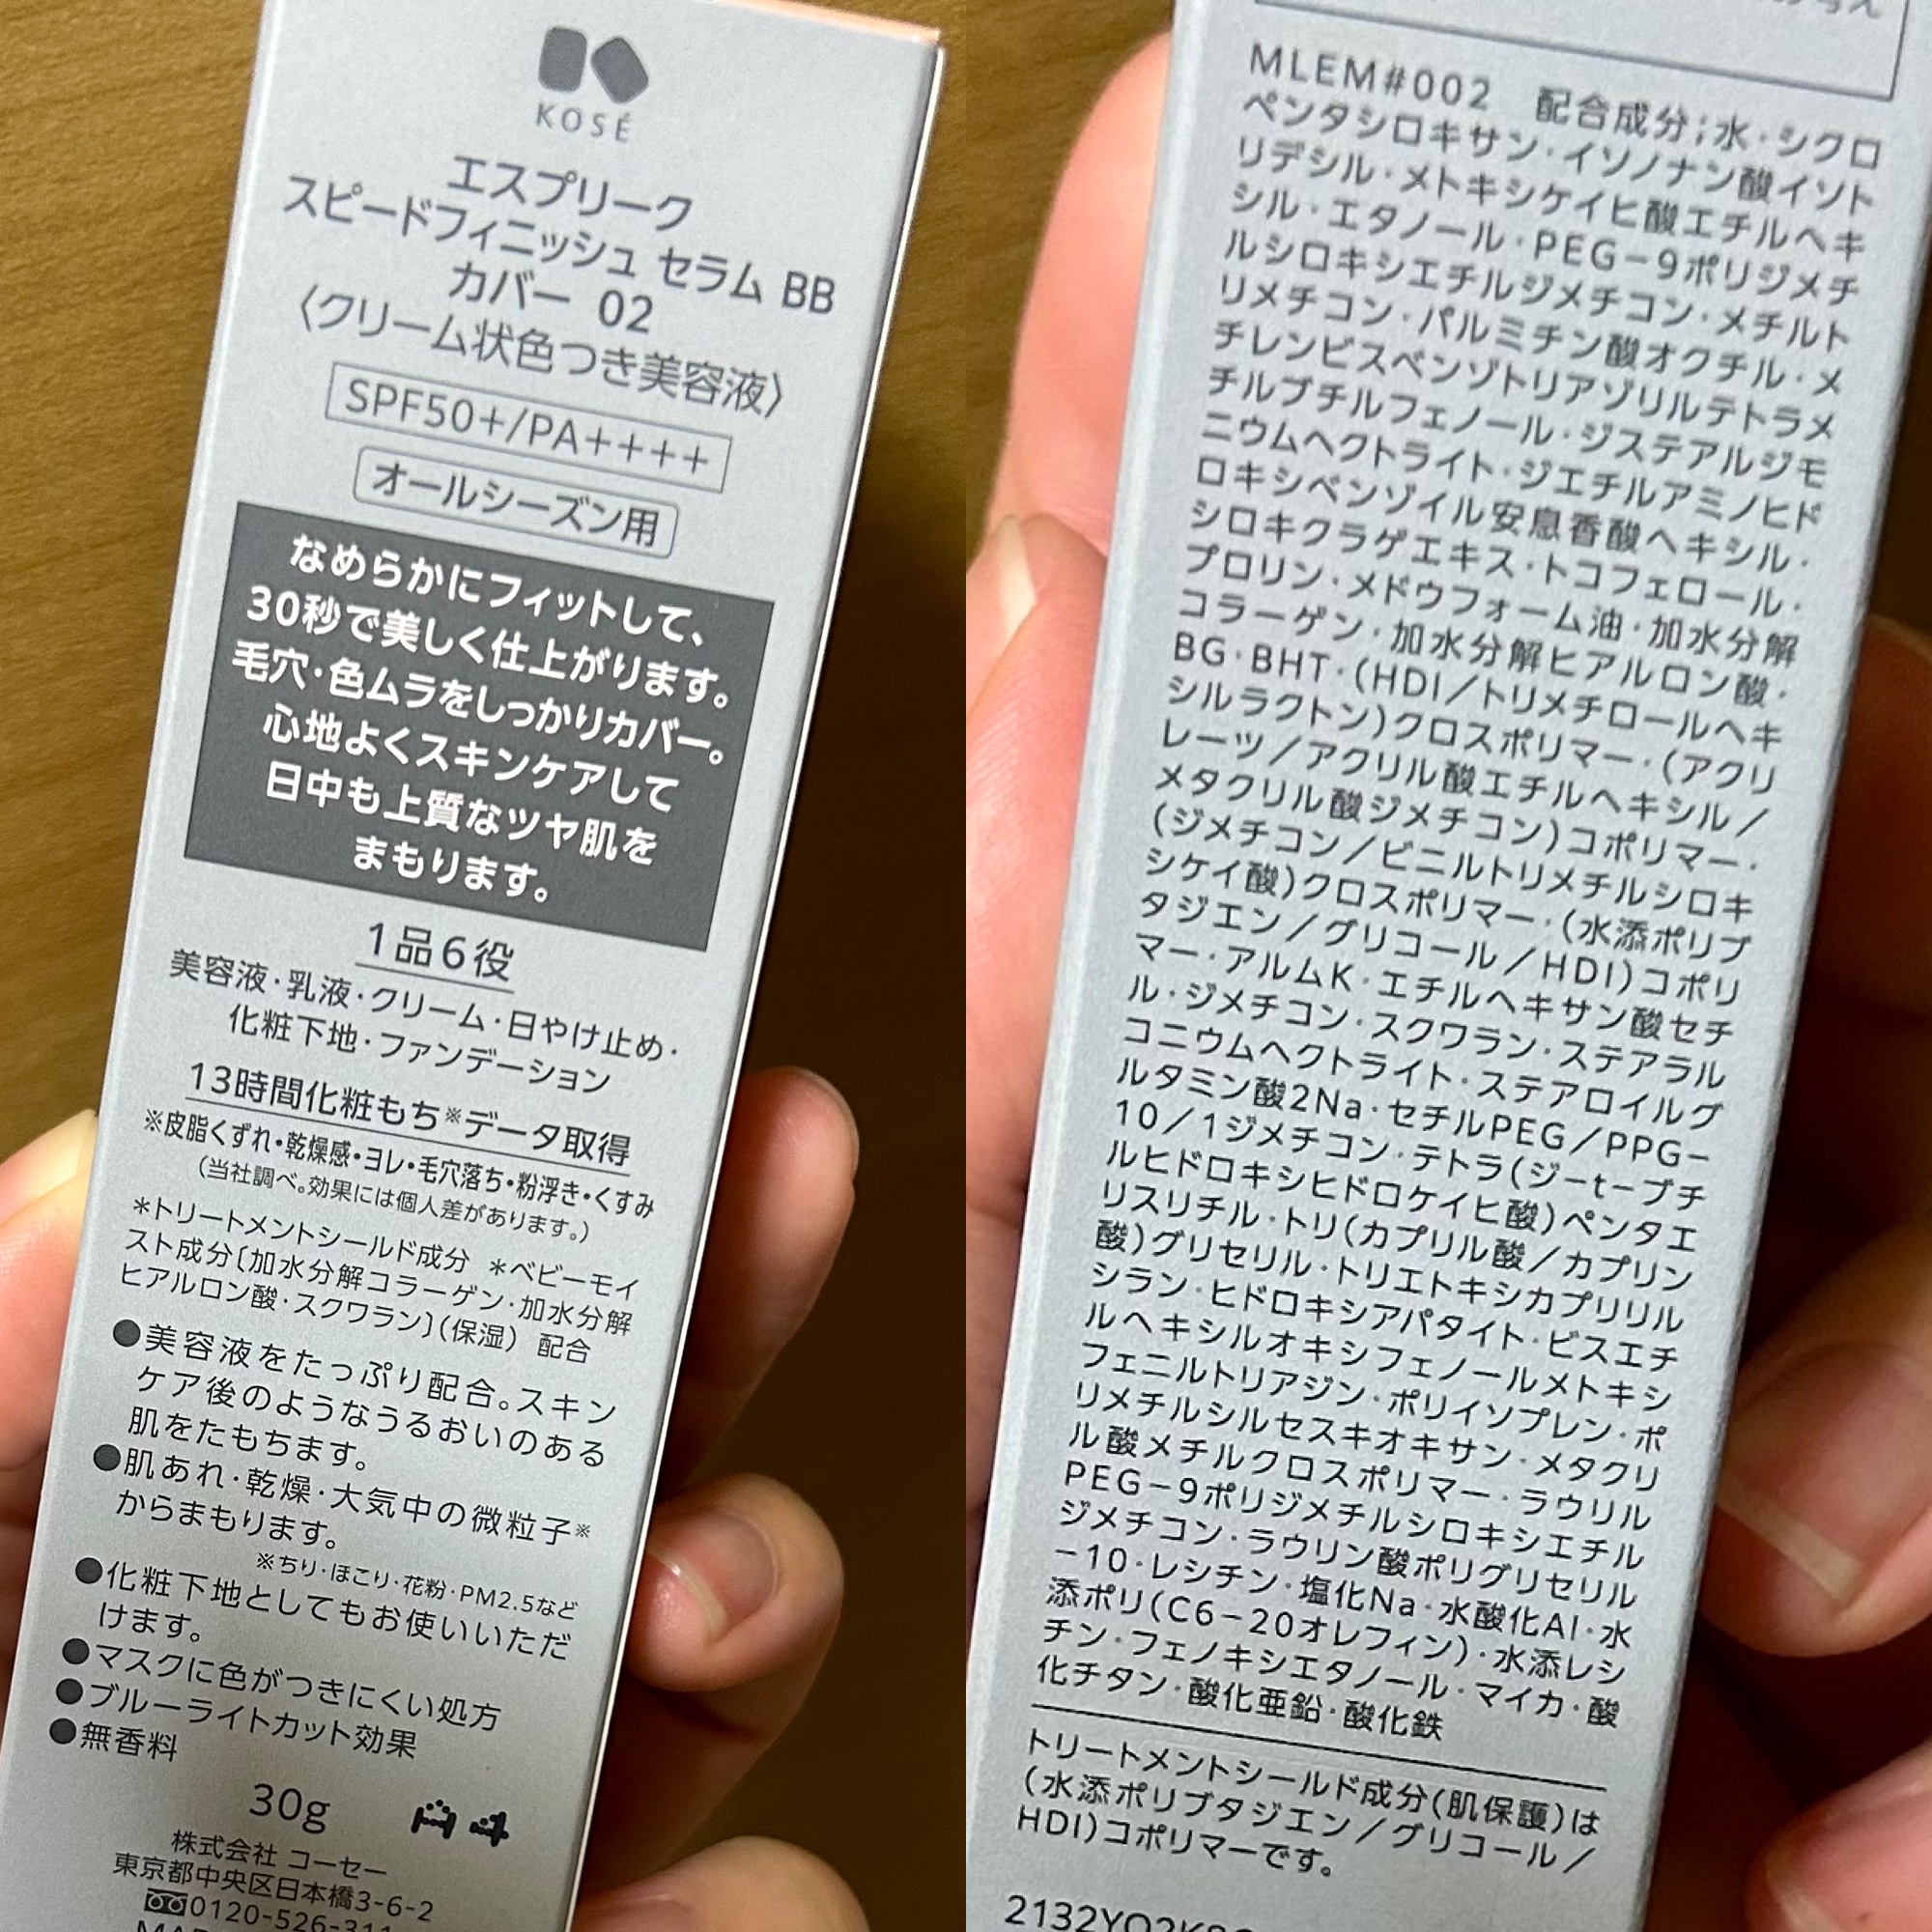 KOSÉ
エスプリーク
スピードフィニッシュ セラム BB
カバー 02
〈クリーム状色つき美容液〉
SPF50+/PA++++
オールシーズン用
なめらかにフィットして、
30秒で美しく仕上がります。
毛穴・色ムラをしっかりカバー。
心地よくスキンケアして
日中も上質なツヤ肌を
まもります。
1品6役
美容液・乳液・クリーム・日やけ止め・
化粧下地・ファンデーション
13時間化粧もち※データ取得
※皮脂くずれ・乾燥感・ヨレ・毛穴落ち・粉浮き・くすみ
(当社調べ。効果には個人差があります。)
＊トリートメントシールド成分 ＊ベビーモイ
スト成分〔加水分解コラーゲン・加水分解
ヒアルロン酸・スクワラン〕(保湿) 配合
●美容液をたっぷり配合。スキン
ケア後のようなうるおいのある
肌をたもちます。
●肌あれ・乾燥・大気中の微粒子※
からまもります。
※ちり・ほこり・花粉・PM2.5など
●化粧下地としてもお使いいただ
けます。
●マスクに色がつきにくい処方
●ブルーライトカット効果
●無香料
30g
株式会社 コーセー
東京都中央区日本橋3-6-2
0120-526-311
MLEM#002 配合成分;水・シクロ
ペンタシロキサン・イソノナン酸イソト
リデシル・メトキシケイヒ酸エチルヘキ
シル・エタノール・PEG－9ポリジメチ
ルシロキシエチルジメチコン・メチルト
リメチコン・パルミチン酸オクチル・メ
チレンビスベンゾトリアゾリルテトラメ
チルブチルフェノール・ジステアルジモ
ニウムヘクトライト・ジエチルアミノヒド
ロキシベンゾイル安息香酸ヘキシル・
シロキクラゲエキス・トコフェロール・
プロリン・メドウフォーム油・加水分解
コラーゲン・加水分解ヒアルロン酸・
BG・BHT・(HDI／トリメチロールヘキ
シルラクトン)クロスポリマー・(アクリ
レーツ／アクリル酸エチルヘキシル／
メタクリル酸ジメチコン)コポリマー・
(ジメチコン／ビニルトリメチルシロキ
シケイ酸)クロスポリマー・(水添ポリブ
タジエン／グリコール／HDI)コポリ
マー・アルムK・エチルヘキサン酸セチ
ル・ジメチコン・スクワラン・ステアラル
コニウムヘクトライト・ステアロイルグ
ルタミン酸2Na・セチルPEG／PPG－
10／1ジメチコン・テトラ(ジーt－ブチ
ルヒドロキシヒドロケイヒ酸)ペンタエ
リスリチル・トリ(カプリル酸／カプリン
酸)グリセリル・トリエトキシカプリリル
シラン・ヒドロキシアパタイト・ビスエチ
ルヘキシルオキシフェノールメトキシ
フェニルトリアジン・ポリイソプレン・ポ
リメチルシルセスキオキサン・メタクリ
ル酸メチルクロスポリマー・ラウリル
PEG－9ポリジメチルシロキシエチル
ジメチコン・ラウリン酸ポリグリセリル
－10・レシチン・塩化Na・水酸化Al・水
添ポリ(C6－20オレフィン)・水添レシ
チン・フェノキシエタノール・マイカ・酸
化チタン・酸化亜鉛・酸化鉄
トリートメントシールド成分(肌保護)は
(水添ポリブタジエン／グリコール／
HDI)コポリマーです。